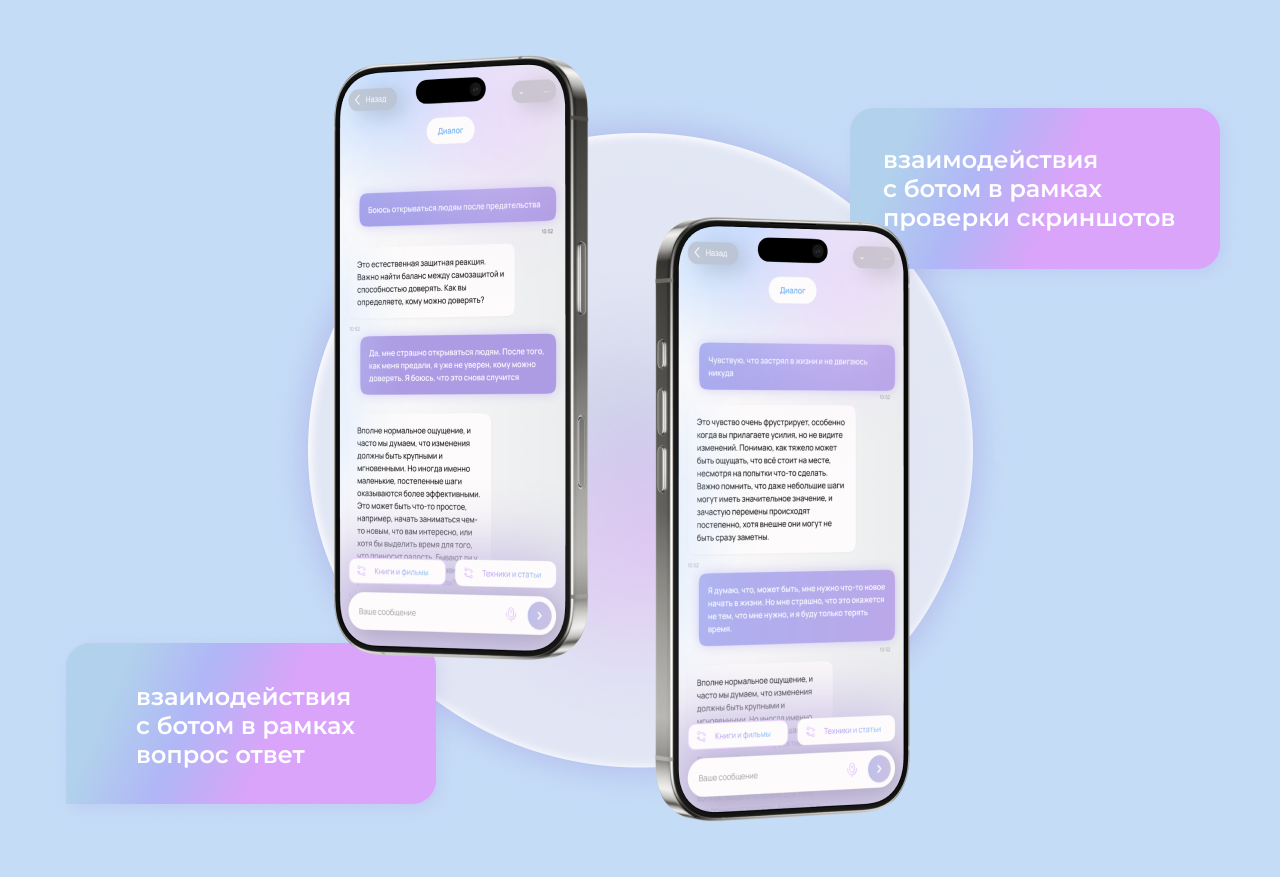 Назад
Диалог
Боюсь открываться людям после предательства
10:02
Это естественная защитная реакция.
Важно найти баланс между самозащитой и
способностью доверять. Как вы
определяете, кому можно доверять?
10:02
Да, мне страшно открываться людям. После того,
как меня предали, я уже не уверен, кому можно
доверять. Я боюсь, что это снова случится
Вполне нормальное ощущение, и
часто мы думаем, что изменения
должны быть крупными и
мгновенными. Но иногда именно
маленькие, постепенные шаги
оказываются более эффективными.
Это может быть что-то простое,
например, начать заниматься чем-
то новым, что вам интересно, или
хотя бы выделить время для того,
что приносит радость. Бывают ли у
Книги и фильмы
Техники и статьи
Ваше сообщение
взаимодействия
с ботом в рамках
вопрос ответ
взаимодействия
с ботом в рамках
проверки скриншотов
Назад
Диалог
Чувствую, что застрял в жизни и не двигаюсь
никуда
10:02
Это чувство очень фрустрирует, особенно
когда вы прилагаете усилия, но не видите
изменений. Понимаю, как тяжело может
быть ощущать, что всё стоит на месте,
несмотря на попытки что-то сделать.
Важно помнить, что даже небольшие шаги
могут иметь значительное значение, и
зачастую перемены происходят
постепенно, хотя внешне они могут не
быть сразу заметны.
10:02
Я думаю, что, может быть, мне нужно что-то новое
начать в жизни. Но мне страшно, что это окажется
не тем, что мне нужно, и я буду только терять
время.
10:02
Вполне нормальное ощущение, и
часто мы думаем, что изменения
должны быть крупными и
мгновенными. Но иногда именно
Книги и фильмы
Техники и статьи
Ваше сообщение